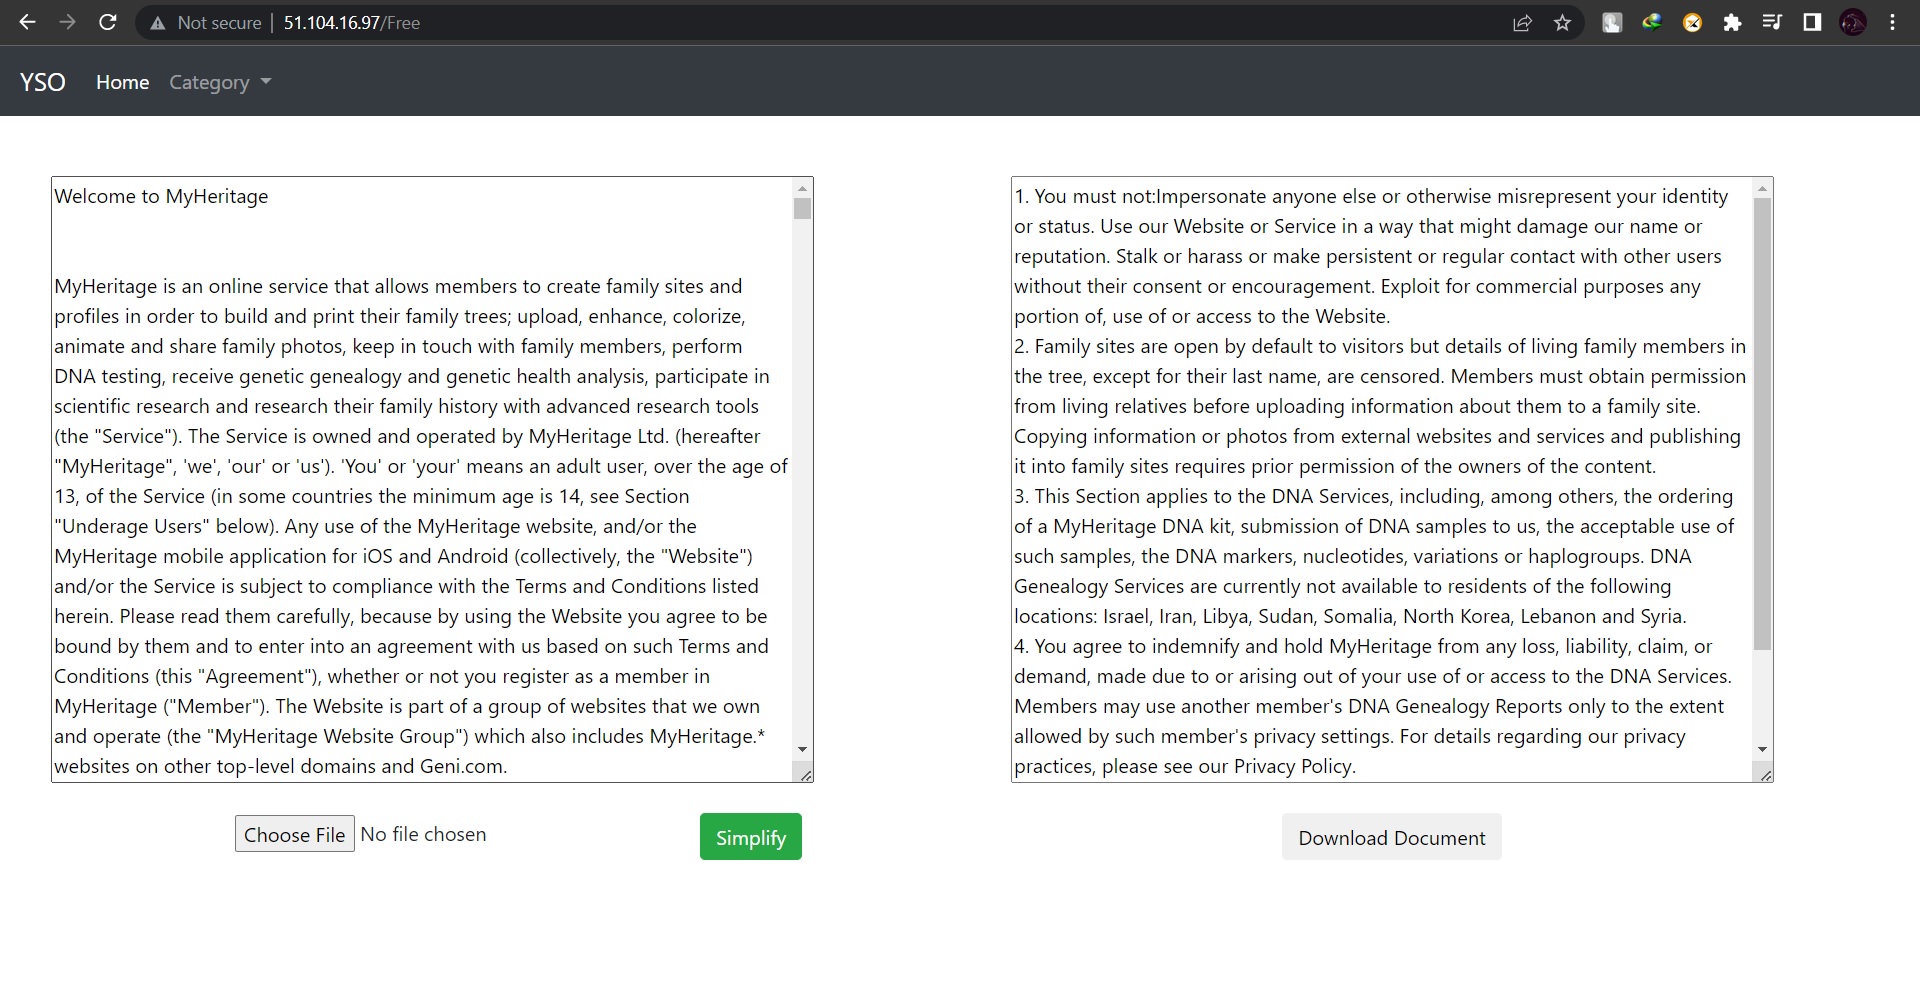 Not secure | 51.104.16.97/Free
YSO Home Category
Welcome to MyHeritage
MyHeritage is an online service that allows members to create family sites and
profiles in order to build and print their family trees; upload, enhance, colorize,
animate and share family photos, keep in touch with family members, perform
DNA testing, receive genetic genealogy and genetic health analysis, participate in
scientific research and research their family history with advanced research tools
(the "Service"). The Service is owned and operated by MyHeritage Ltd. (hereafter
"MyHeritage", 'we', 'our' or 'us'). 'You' or 'your' means an adult user, over the age of
13, of the Service (in some countries the minimum age is 14, see Section
"Underage Users" below). Any use of the MyHeritage website, and/or the
MyHeritage mobile application for iOS and Android (collectively, the "Website")
and/or the Service is subject to compliance with the Terms and Conditions listed
herein. Please read them carefully, because by using the Website you agree to be
bound by them and to enter into an agreement with us based on such Terms and
Conditions (this "Agreement"), whether or not you register as a member in
MyHeritage ("Member"). The Website is part of a group of websites that we own
and operate (the "MyHeritage Website Group") which also includes MyHeritage.*
websites on other top-level domains and Geni.com.
Choose File No file chosen
Simplify
1. You must not:Impersonate anyone else or otherwise misrepresent your identity
or status. Use our Website or Service in a way that might damage our name or
reputation. Stalk or harass or make persistent or regular contact with other users
without their consent or encouragement. Exploit for commercial purposes any
portion of, use of or access to the Website.
2. Family sites are open by default to visitors but details of living family members in
the tree, except for their last name, are censored. Members must obtain permission
from living relatives before uploading information about them to a family site.
Copying information or photos from external websites and services and publishing
it into family sites requires prior permission of the owners of the content.
3. This Section applies to the DNA Services, including, among others, the ordering
of a MyHeritage DNA kit, submission of DNA samples to us, the acceptable use of
such samples, the DNA markers, nucleotides, variations or haplogroups. DNA
Genealogy Services are currently not available to residents of the following
locations: Israel, Iran, Libya, Sudan, Somalia, North Korea, Lebanon and Syria.
4. You agree to indemnify and hold MyHeritage from any loss, liability, claim, or
demand, made due to or arising out of your use of or access to the DNA Services.
Members may use another member's DNA Genealogy Reports only to the extent
allowed by such member's privacy settings. For details regarding our privacy
practices, please see our Privacy Policy.
Download Document